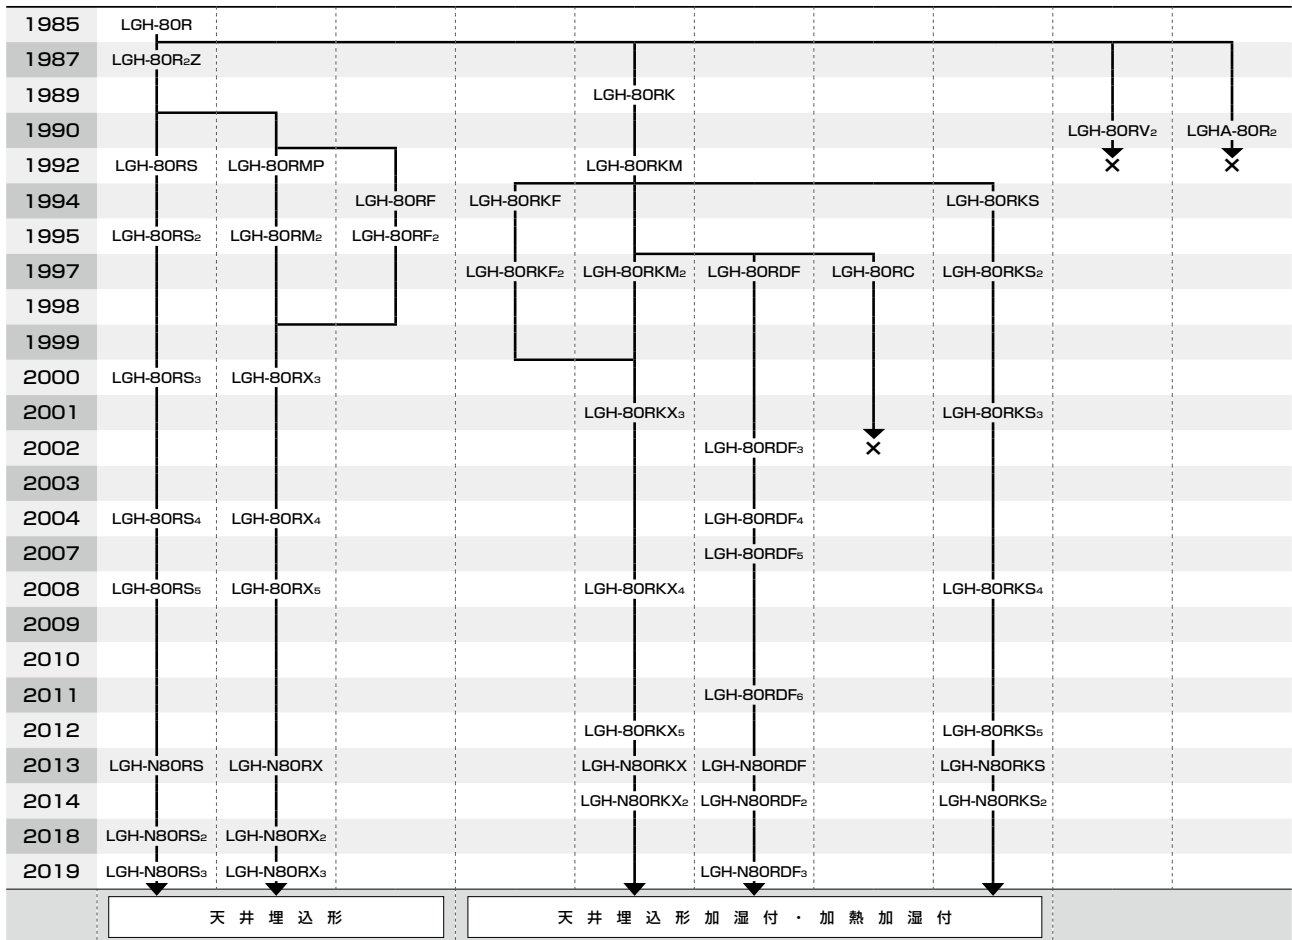 1985 LGH-80R
1987 LGH-80R₂Z
1989 LGH-80RK
1990 LGH-80RV₂ LGHA-80R₂
1992 LGH-80RS LGH-80RMP LGH-80RKM × ×
1994 LGH-80RF LGH-80RKF LGH-80RKS
1995 LGH-80RS₂ LGH-80RM₂ LGH-80RF₂
1997 LGH-80RKF₂ LGH-80RKM₂ LGH-80RDF LGH-80RC LGH-80RKS₂
1998
1999
2000 LGH-80RS₃ LGH-80RX₃
2001 LGH-80RKX₃ LGH-80RKS₃
2002 LGH-80RDF₃ ×
2003
2004 LGH-80RS₄ LGH-80RX₄ LGH-80RDF₄
2007 LGH-80RDF₅
2008 LGH-80RS₅ LGH-80RX₅ LGH-80RKX₄ LGH-80RKS₄
2009
2010
2011 LGH-80RDF₆
2012 LGH-80RKX₅ LGH-80RKS₅
2013 LGH-N80RS LGH-N80RX LGH-N80RKX LGH-N80RDF LGH-N80RKS
2014 LGH-N80RKX₂ LGH-N80RDF₂ LGH-N80RKS₂
2018 LGH-N80RS₂ LGH-N80RX₂
2019 LGH-N80RS₃ LGH-N80RX₃ LGH-N80RDF₃
天井埋込形 天井埋込形加湿付・加熱加湿付